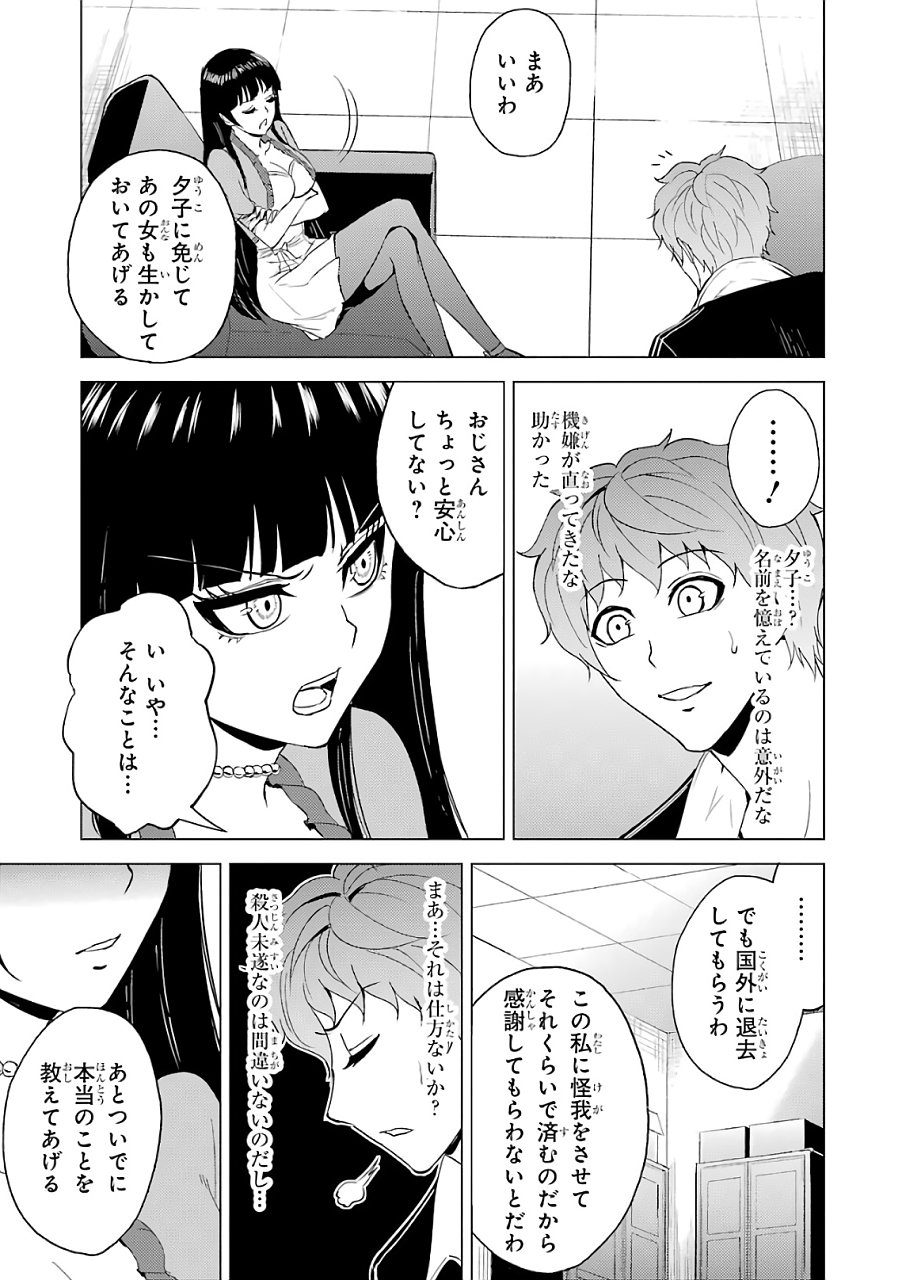 まあ
いいわ
夕子に免じて
あの女も生かして
おいてあげる
………！
夕子…？
名前を憶えているのは意外だな
機嫌が直ってきたな
助かった
おじさん
ちょっと安心
してない？
い いや…
そんなことは…
………
でも国外に退去
してもらうわ
この私に怪我をさせて
それくらいで済むのだから
感謝してもらわないとだわ
まあ…それは仕方ないか？
殺人未遂なのは間違いないのだし…
あとついでに
本当のことを
教えてあげる